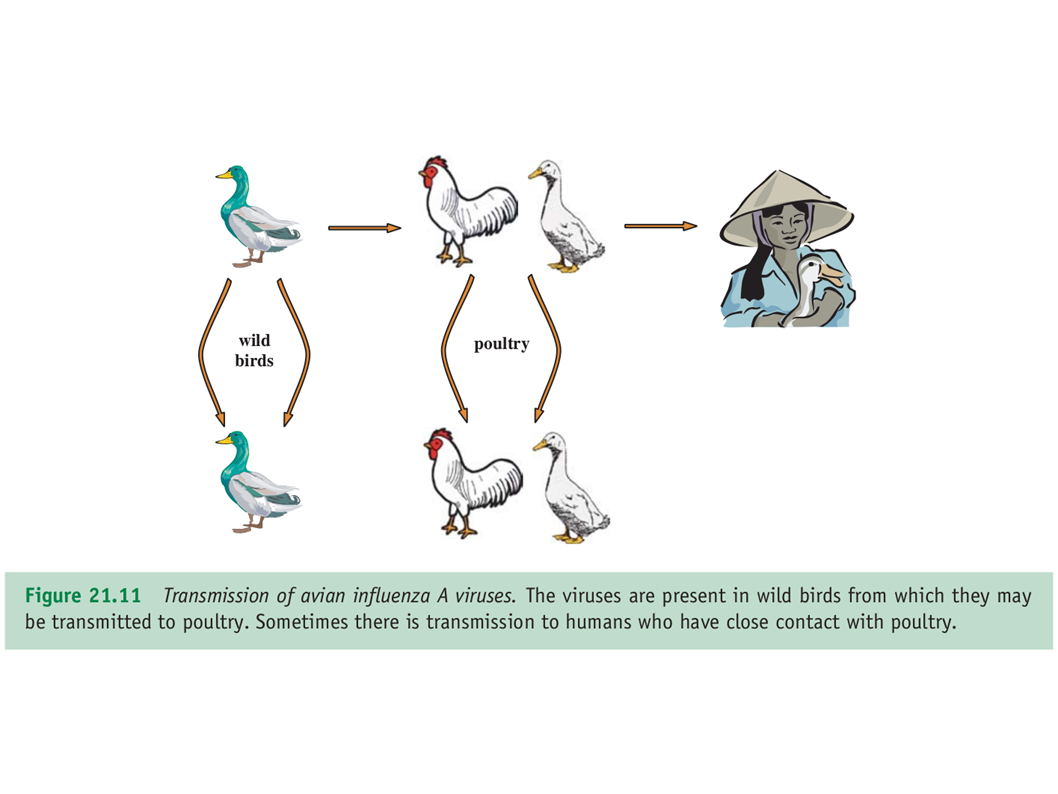 wild
birds
poultry
Figure 21.11 Transmission of avian influenza A viruses. The viruses are present in wild birds from which they may
be transmitted to poultry. Sometimes there is transmission to humans who have close contact with poultry.